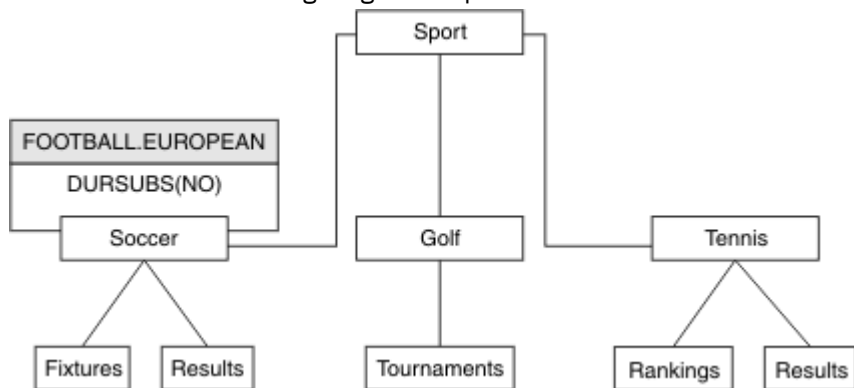 Sport
FOOTBALL.EUROPEAN
DURSUBS(NO)
Soccer
Golf
Tennis
Fixtures
Results
Tournaments
Rankings
Results